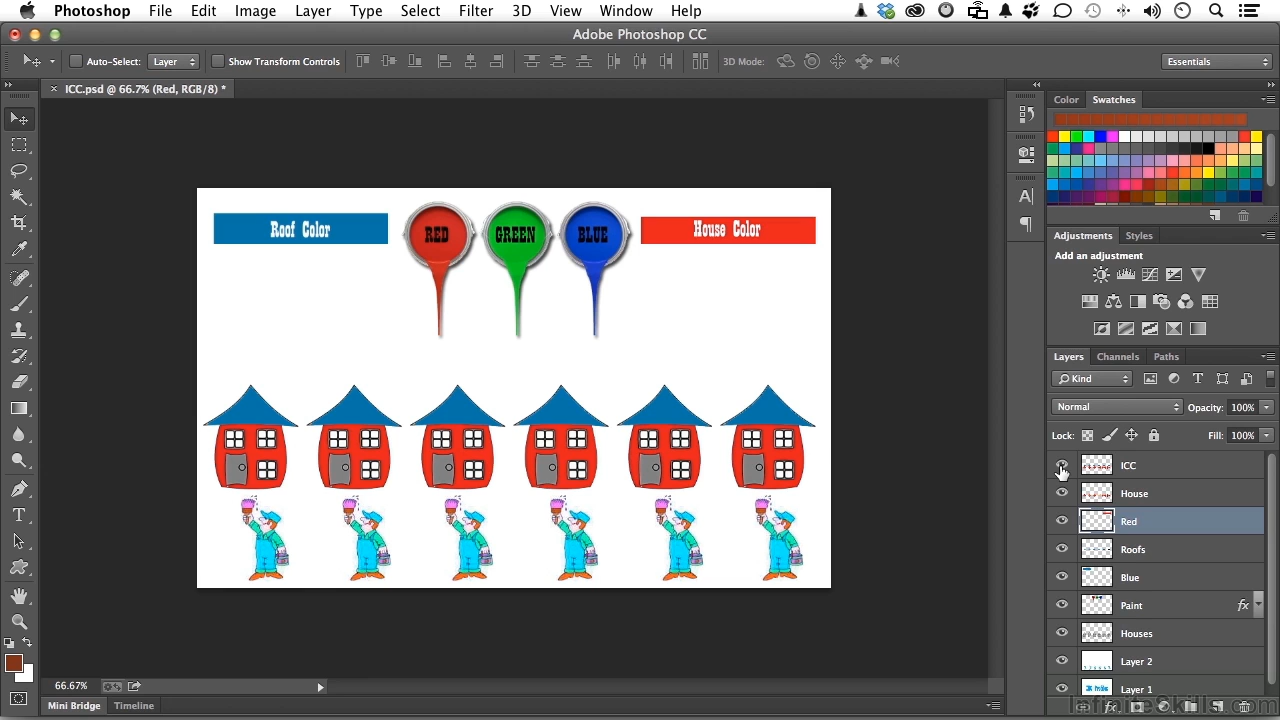 Photoshop File Edit Image Layer Type Select Filter 3D View Window Help
Adobe Photoshop CC
Auto-Select: Layer Show Transform Controls 3D Mode: Essentials
× ICC.psd @ 66.7% (Red, RGB/8) *
Color Swatches
Roof Color
RED
GREEN
BLUE
House Color
Adjustments Styles
Add an adjustment
Layers Channels Paths
Kind
Normal Opacity: 100%
Lock: Fill: 100%
ICC
House
Red
Roofs
Blue
Paint fx
Houses
Layer 2
Layer 1
66.67%
Mini Bridge Timeline
InfiniteSkills.com